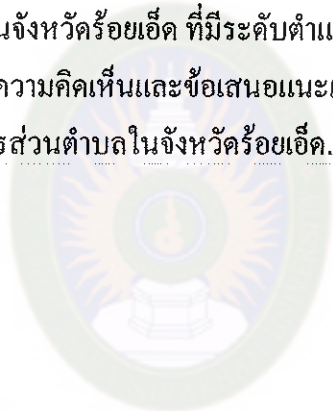 นจังหวัดร้อยเอ็ด ที่มีระดับตำแ
ความคิดเห็นและข้อเสนอแนะ
รส่วนตำบลในจังหวัดร้อยเอ็ด.